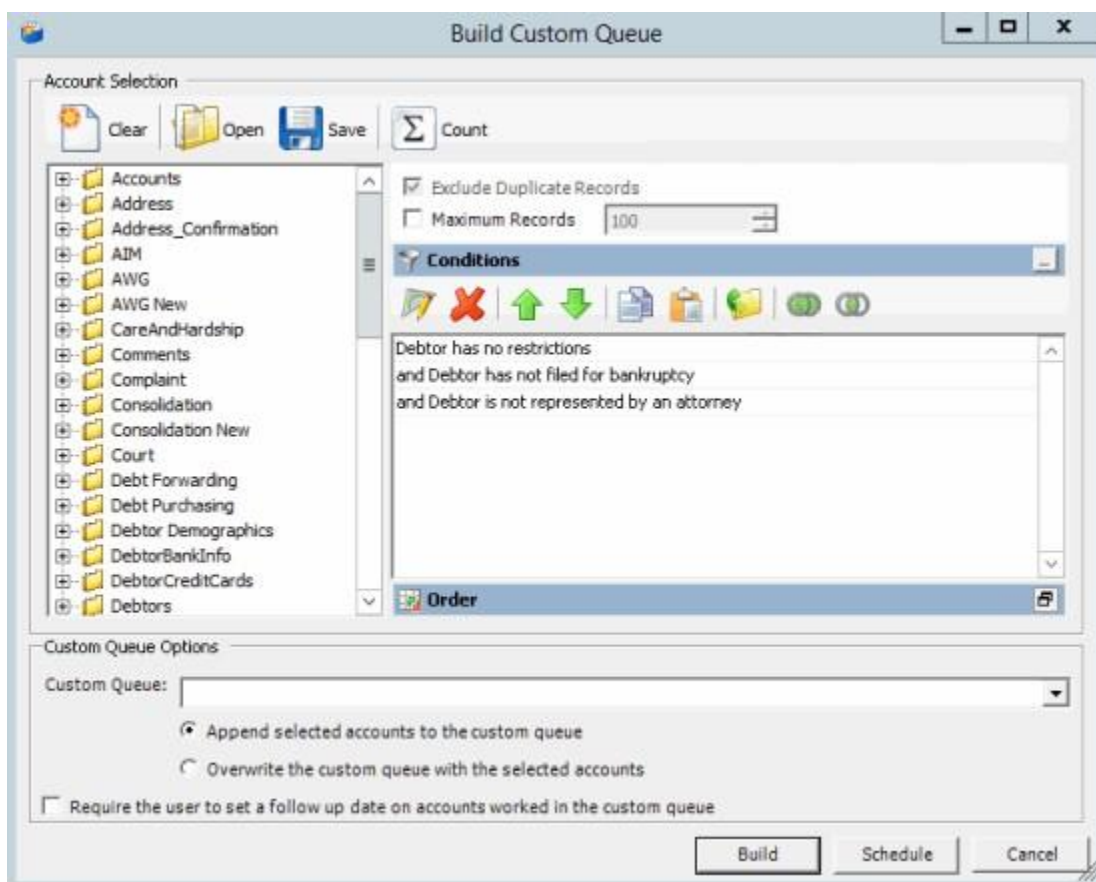 Build Custom Queue
Account Selection
Clear Open Save Σ Count
Accounts
Address
Address_Confirmation
AIM
AWG
AWG New
CareAndHardship
Comments
Complaint
Consolidation
Consolidation New
Court
Debt Forwarding
Debt Purchasing
Debtor Demographics
DebtorBankInfo
DebtorCreditCards
Debtors
Exclude Duplicate Records
Maximum Records 100
Conditions
Debtor has no restrictions
and Debtor has not filed for bankruptcy
and Debtor is not represented by an attorney
Order
Custom Queue Options
Custom Queue:
Append selected accounts to the custom queue
Overwrite the custom queue with the selected accounts
Require the user to set a follow up date on accounts worked in the custom queue
Build Schedule Cancel